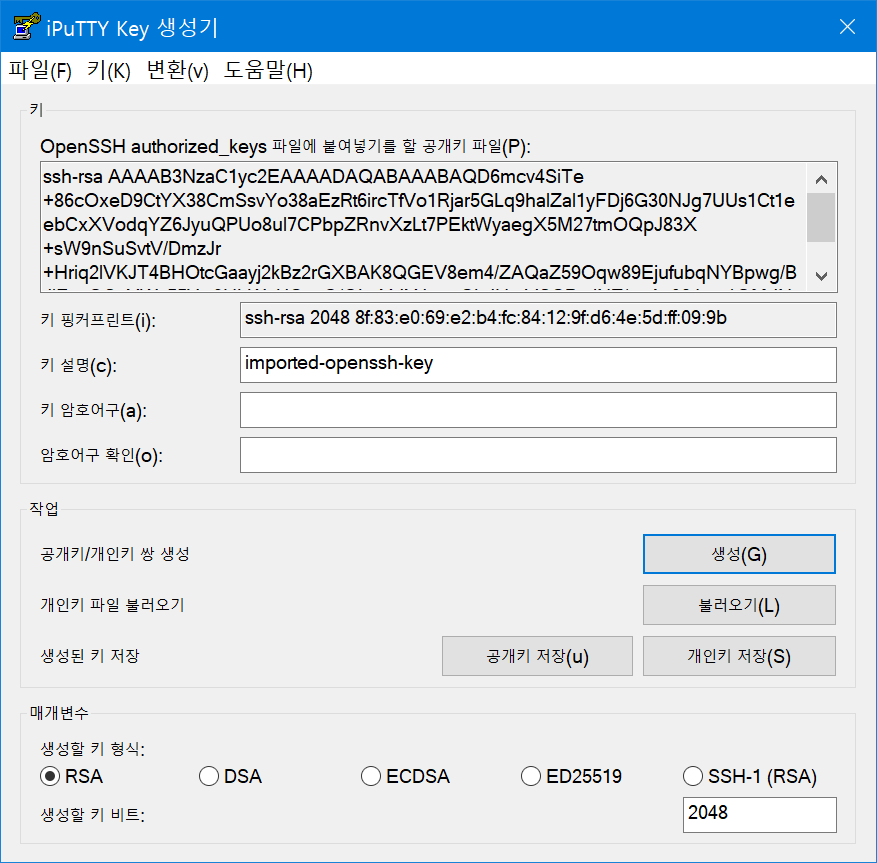 iPuTTY Key 생성기
파일(F) 키(K) 변환(v) 도움말(H)
키
OpenSSH authorized_keys 파일에 붙여넣기를 할 공개키 파일(P):
ssh-rsa AAAAB3NzaC1yc2EAAAADAQABAAABAQD6mcv4SiTe
+86cOxeD9CtYX38CmSsvYo38aEzRt6ircTfVo1Rjar5GLq9halZal1yFDj6G30NJg7UUs1Ct1e
ebCxXVodqYZ6JyuQPUo8ul7CPbpZRnvXzLt7PEktWyaegX5M27tmOQpJ83X
+sW9nSuSvtV/DmzJr
+Hriq2lVKJT4BHOtcGaayj2kBz2rGXBAK8QGEV8em4/ZAQaZ59Oqw89EjufubqNYBpwg/B
키 핑커프린트(i):
ssh-rsa 2048 8f:83:e0:69:e2:b4:fc:84:12:9f:d6:4e:5d:ff:09:9b
키 설명(c):
imported-openssh-key
키 암호어구(a):
암호어구 확인(o):
작업
공개키/개인키 쌍 생성
생성(G)
개인키 파일 불러오기
불러오기(L)
생성된 키 저장
공개키 저장(u)
개인키 저장(S)
매개변수
생성할 키 형식:
RSA DSA ECDSA ED25519 SSH-1 (RSA)
생성할 키 비트:
2048